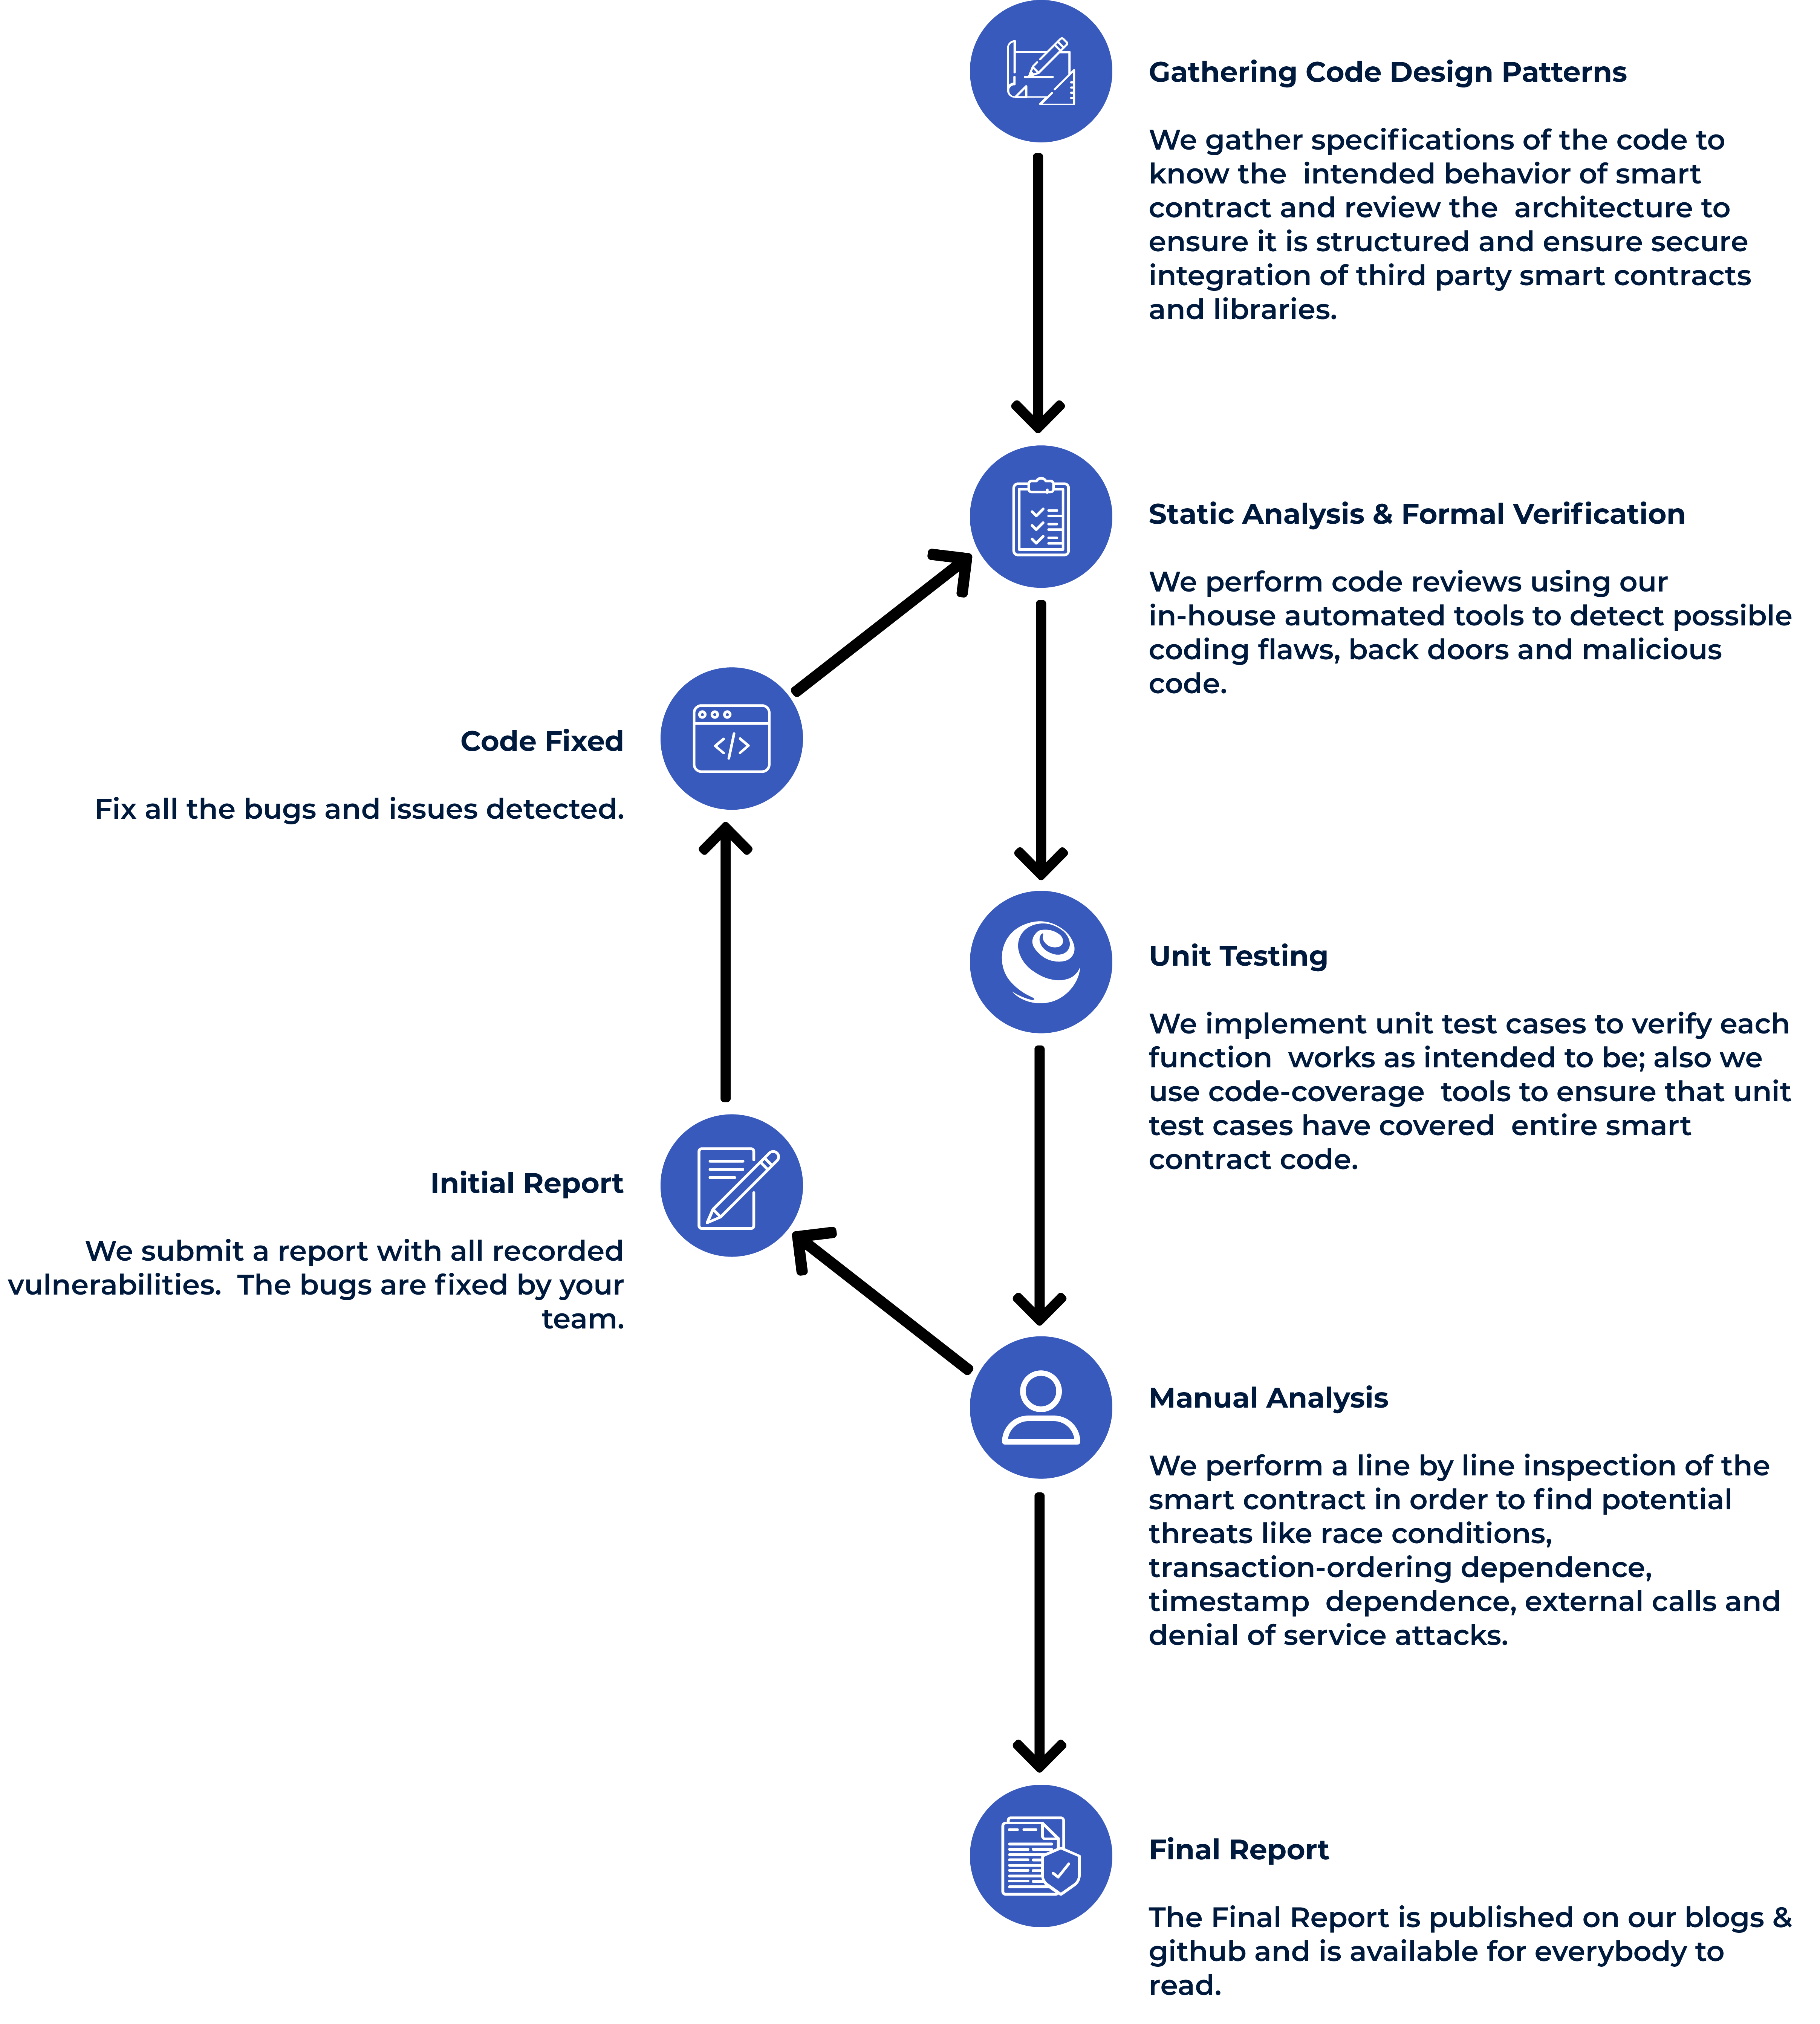 Gathering Code Design Patterns
We gather specifications of the code to
know the  intended behavior of smart
contract and review the  architecture to
ensure it is structured and ensure secure
integration of third party smart contracts
and libraries.
Static Analysis & Formal Verification
We perform code reviews using our
in-house automated tools to detect possible
coding flaws, back doors and malicious
code.
Code Fixed
Fix all the bugs and issues detected.
Unit Testing
We implement unit test cases to verify each
function  works as intended to be; also we
use code-coverage  tools to ensure that unit
test cases have covered  entire smart
contract code.
Initial Report
We submit a report with all recorded
vulnerabilities.  The bugs are fixed by your
team.
Manual Analysis
We perform a line by line inspection of the
smart contract in order to find potential
threats like race conditions,
transaction-ordering dependence,
timestamp  dependence, external calls and
denial of service attacks.
Final Report
The Final Report is published on our blogs &
github and is available for everybody to
read.